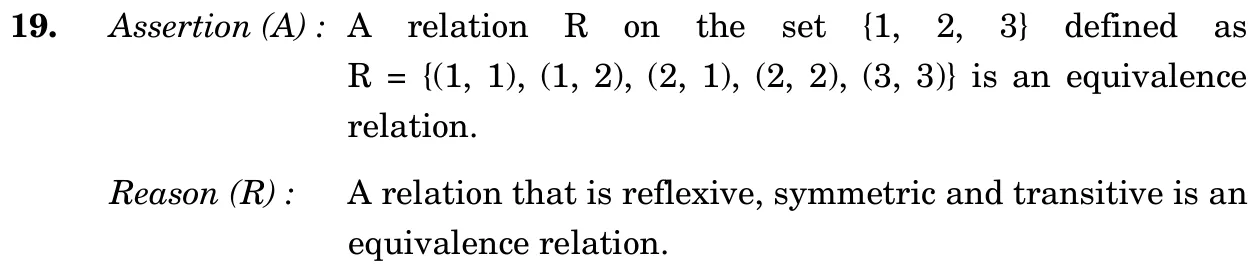 19. Assertion (A) : A relation R on the set {1, 2, 3} defined as
R = {(1, 1), (1, 2), (2, 1), (2, 2), (3, 3)} is an equivalence
relation.
Reason (R) : A relation that is reflexive, symmetric and transitive is an
equivalence relation.